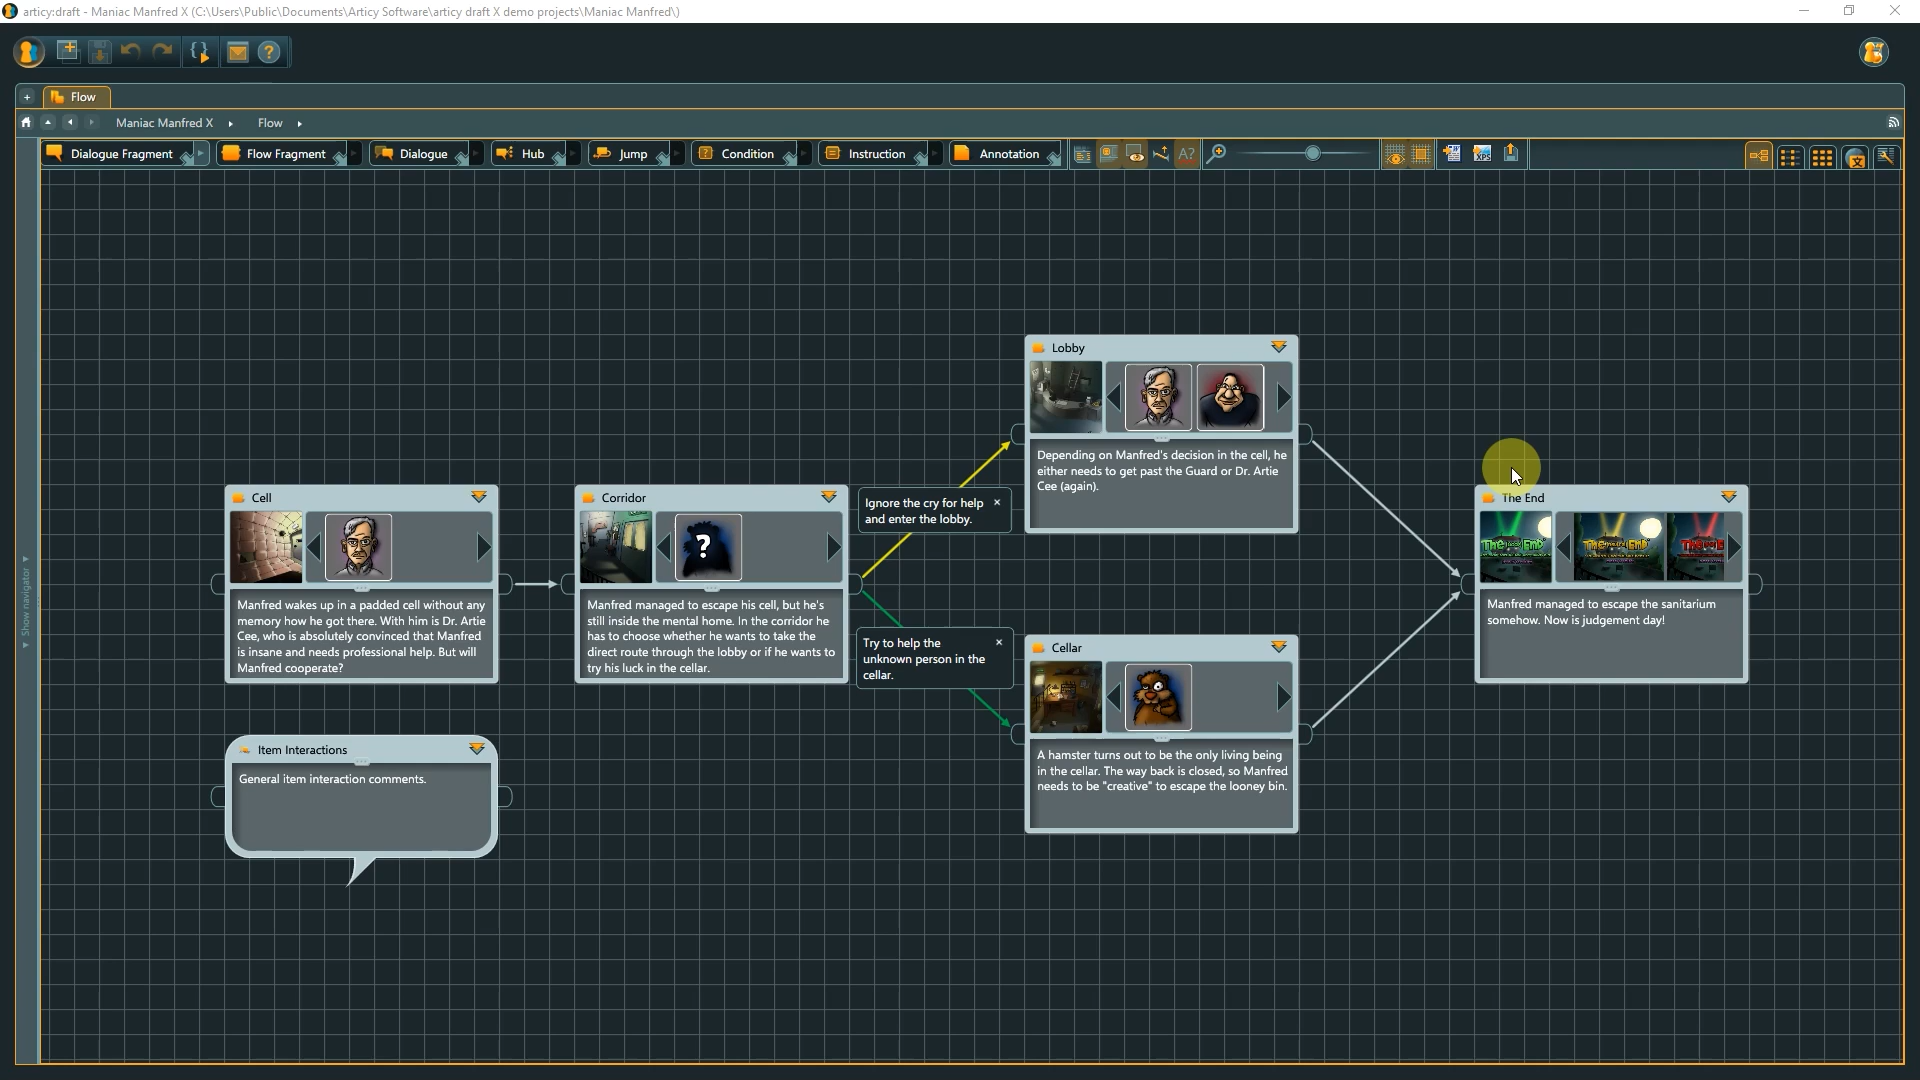 articy:draft - Maniac Manfred X (C:\Users\Public\Documents\Articy Software\articy draft X demo projects\Maniac Manfred\)
Flow
Maniac Manfred X
Flow
Dialogue Fragment
Flow Fragment
Dialogue
Hub
Jump
Condition
Instruction
Annotation
A?
XPS
Show navigator
Lobby
Depending on Manfred's decision in the cell, he
either needs to get past the Guard or Dr. Artie
Cee (again).
Cell
Manfred wakes up in a padded cell without any
memory how he got there. With him is Dr. Artie
Cee, who is absolutely convinced that Manfred
is insane and needs professional help. But will
Manfred cooperate?
Corridor
?
Manfred managed to escape his cell, but he's
still inside the mental home. In the corridor he
has to choose whether he wants to take the
direct route through the lobby or if he wants to
try his luck in the cellar.
Ignore the cry for help
and enter the lobby.
Try to help the
unknown person in the
cellar.
The End
Manfred managed to escape the sanitarium
somehow. Now is judgement day!
Cellar
A hamster turns out to be the only living being
in the cellar. The way back is closed, so Manfred
needs to be "creative" to escape the looney bin.
Item Interactions
General item interaction comments.